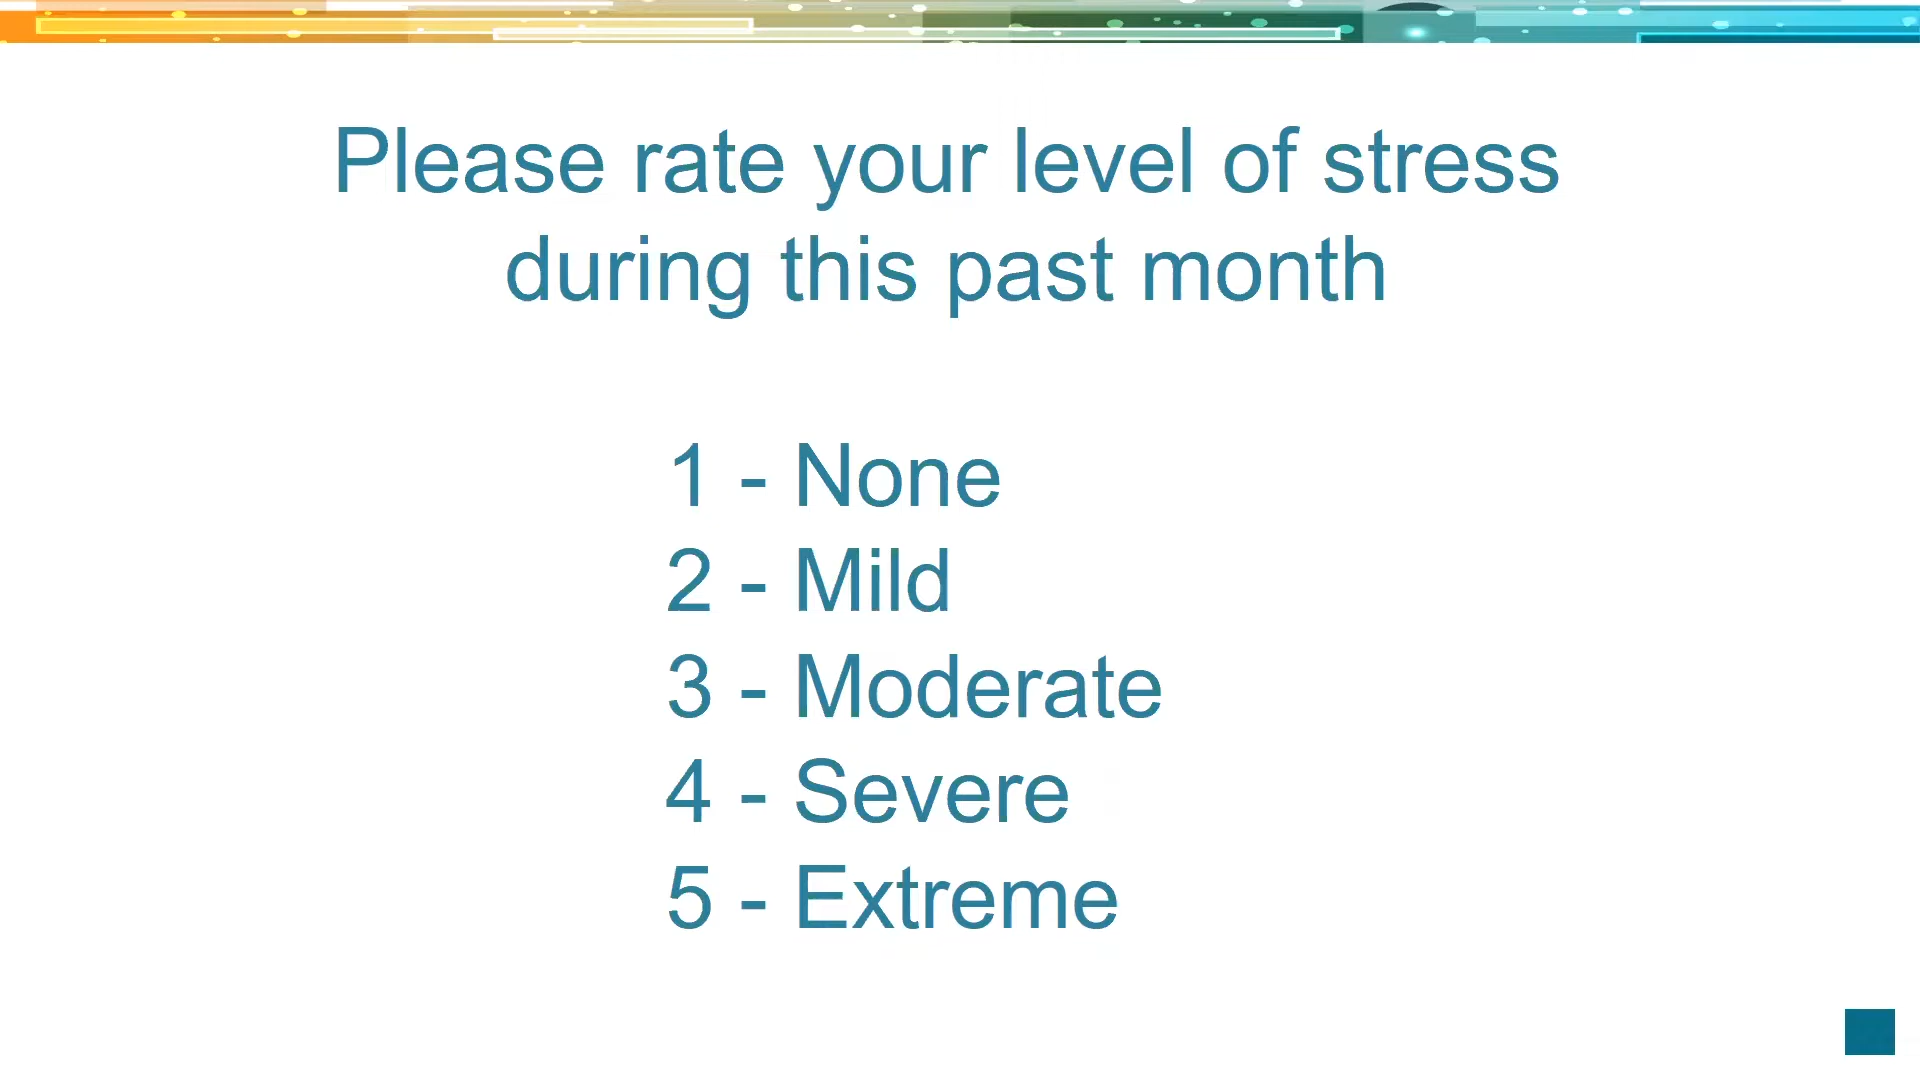 Please rate your level of stress
during this past month
1 - None
2 - Mild
3 - Moderate
4 - Severe
5 - Extreme